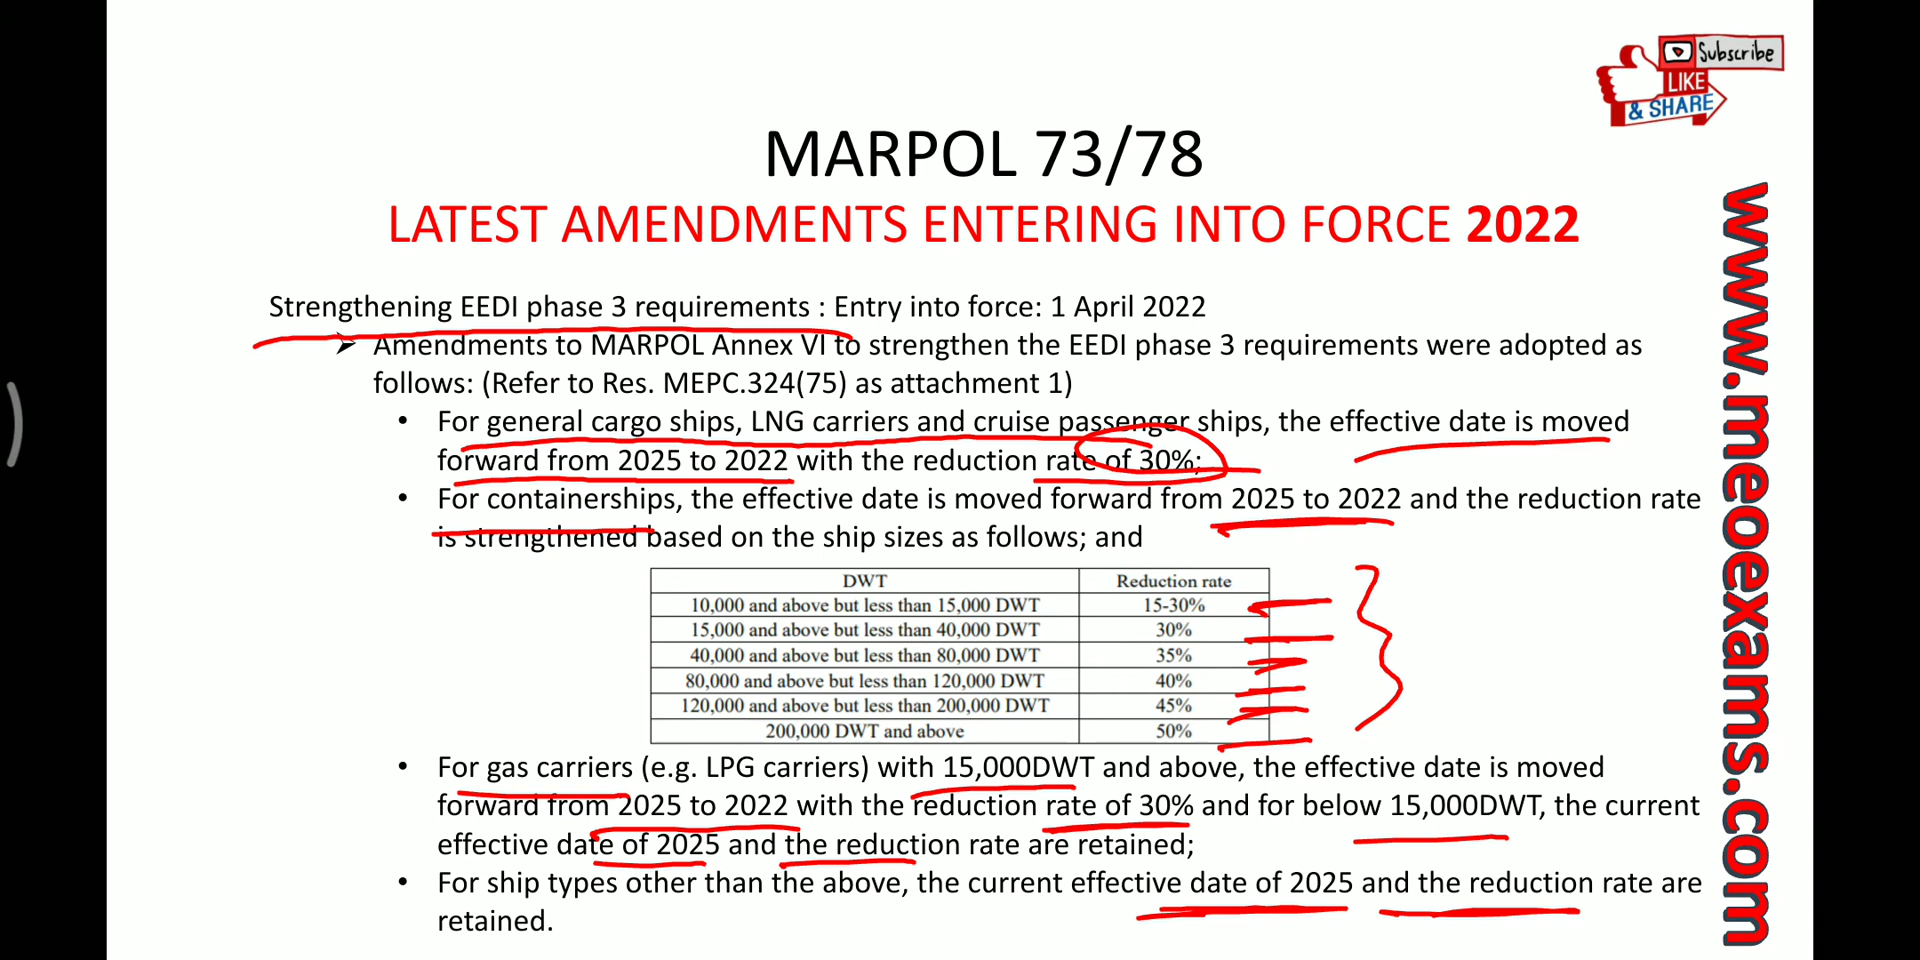 Subscribe
LIKE
& SHARE
MARPOL 73/78
LATEST AMENDMENTS ENTERING INTO FORCE 2022
Strengthening EEDI phase 3 requirements : Entry into force: 1 April 2022
➤ Amendments to MARPOL Annex VI to strengthen the EEDI phase 3 requirements were adopted as
follows: (Refer to Res. MEPC.324(75) as attachment 1)
• For general cargo ships, LNG carriers and cruise passenger ships, the effective date is moved
forward from 2025 to 2022 with the reduction rate of 30%;
• For containerships, the effective date is moved forward from 2025 to 2022 and the reduction rate
is strengthened based on the ship sizes as follows; and
DWT Reduction rate
10,000 and above but less than 15,000 DWT 15-30%
15,000 and above but less than 40,000 DWT 30%
40,000 and above but less than 80,000 DWT 35%
80,000 and above but less than 120,000 DWT 40%
120,000 and above but less than 200,000 DWT 45%
200,000 DWT and above 50%
• For gas carriers (e.g. LPG carriers) with 15,000DWT and above, the effective date is moved
forward from 2025 to 2022 with the reduction rate of 30% and for below 15,000DWT, the current
effective date of 2025 and the reduction rate are retained;
• For ship types other than the above, the current effective date of 2025 and the reduction rate are
retained.
www.meoexams.com